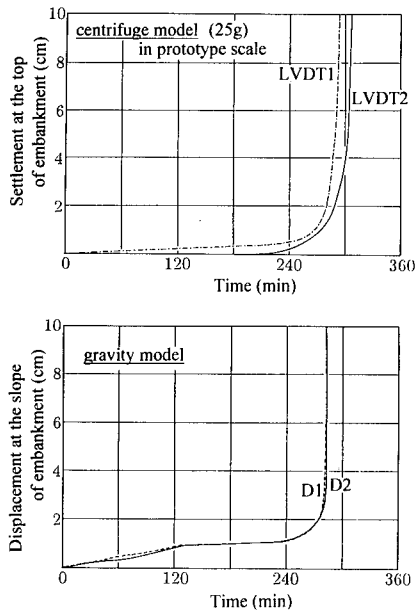 centrifuge model (25g)
in prototype scale
LVDT1
LVDT2
Settlement at the top
of embankment (cm)
10
8
6
4
2
0
120
240
360
Time (min)
gravity model
D1
D2
Displacement at the slope
of embankment (cm)
10
8
6
4
2
0
120
240
360
Time (min)